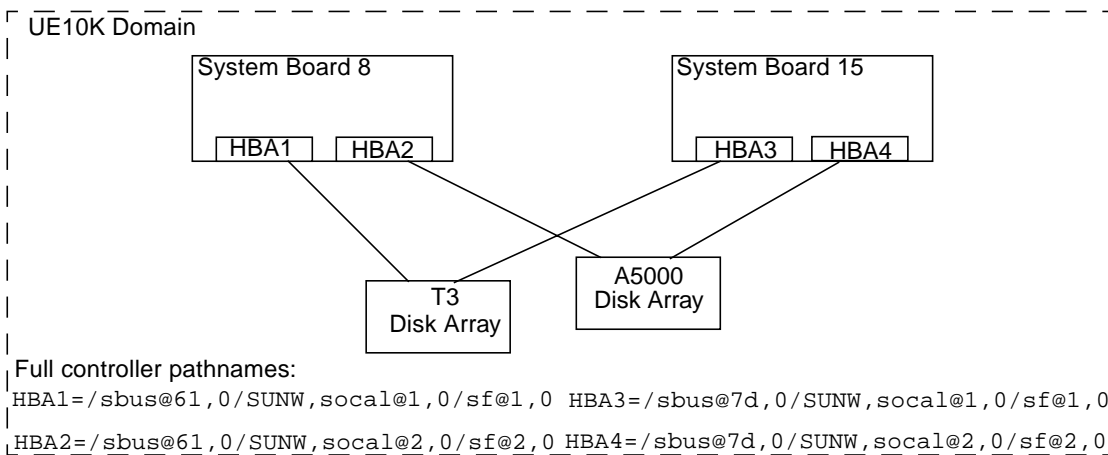 UE10K Domain
System Board 8
System Board 15
HBA1
HBA2
HBA3
HBA4
A5000
Disk Array
T3
Disk Array
Full controller pathnames:
HBA1=/sbus@61,0/SUNW,socal@1,0/sf@1,0 HBA3=/sbus@7d,0/SUNW,socal@1,0/sf@1,0
HBA2=/sbus@61,0/SUNW,socal@2,0/sf@2,0 HBA4=/sbus@7d,0/SUNW,socal@2,0/sf@2,0